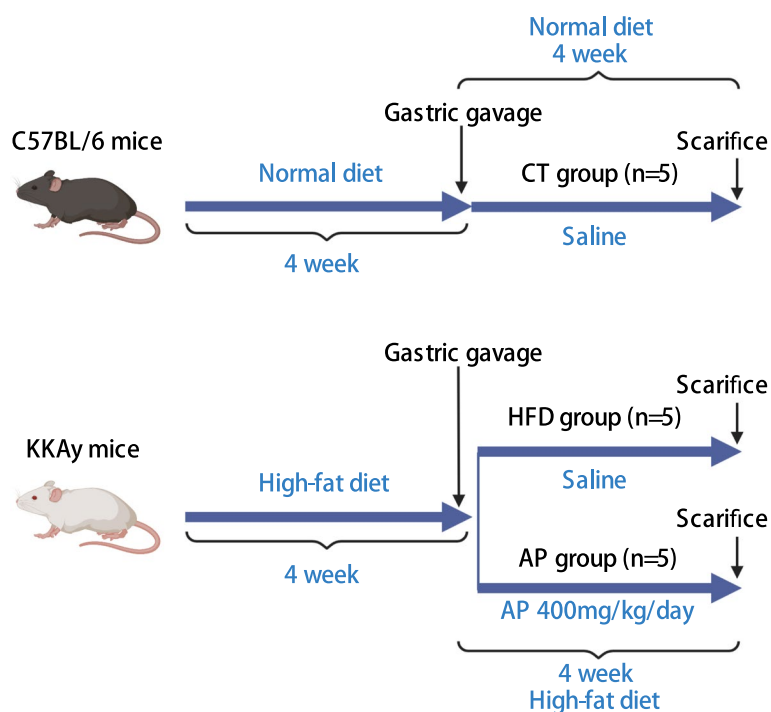 Normal diet
4 week
Gastric gavage
C57BL/6 mice
Scarifice
Normal diet
CT group (n=5)
4 week
Saline
Gastric gavage
Scarifice
KKAy mice
HFD group (n=5)
High-fat diet
Saline
Scarifice
4 week
AP group (n=5)
AP 400mg/kg/day
4 week
High-fat diet